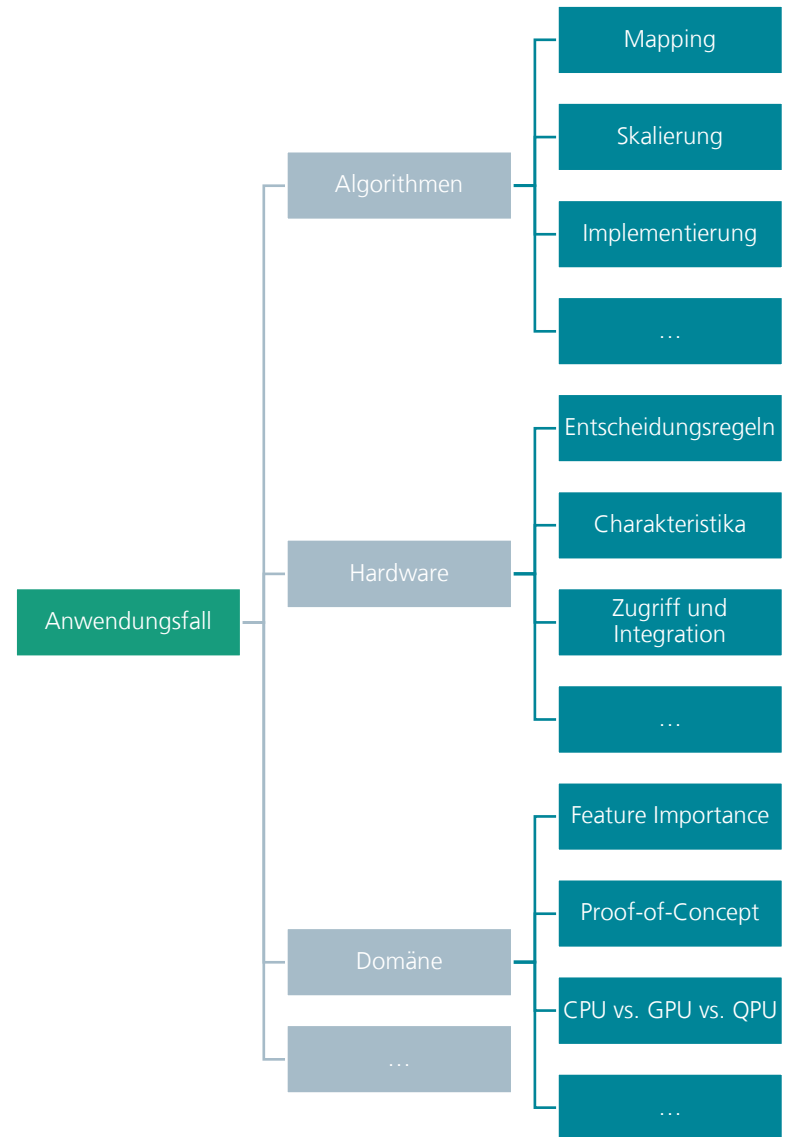 Anwendungsfall
Algorithmen
Mapping
Skalierung
Implementierung
...
Hardware
Entscheidungsregeln
Charakteristika
Zugriff und
Integration
...
Domäne
Feature Importance
Proof-of-Concept
CPU vs. GPU vs. QPU
...
...